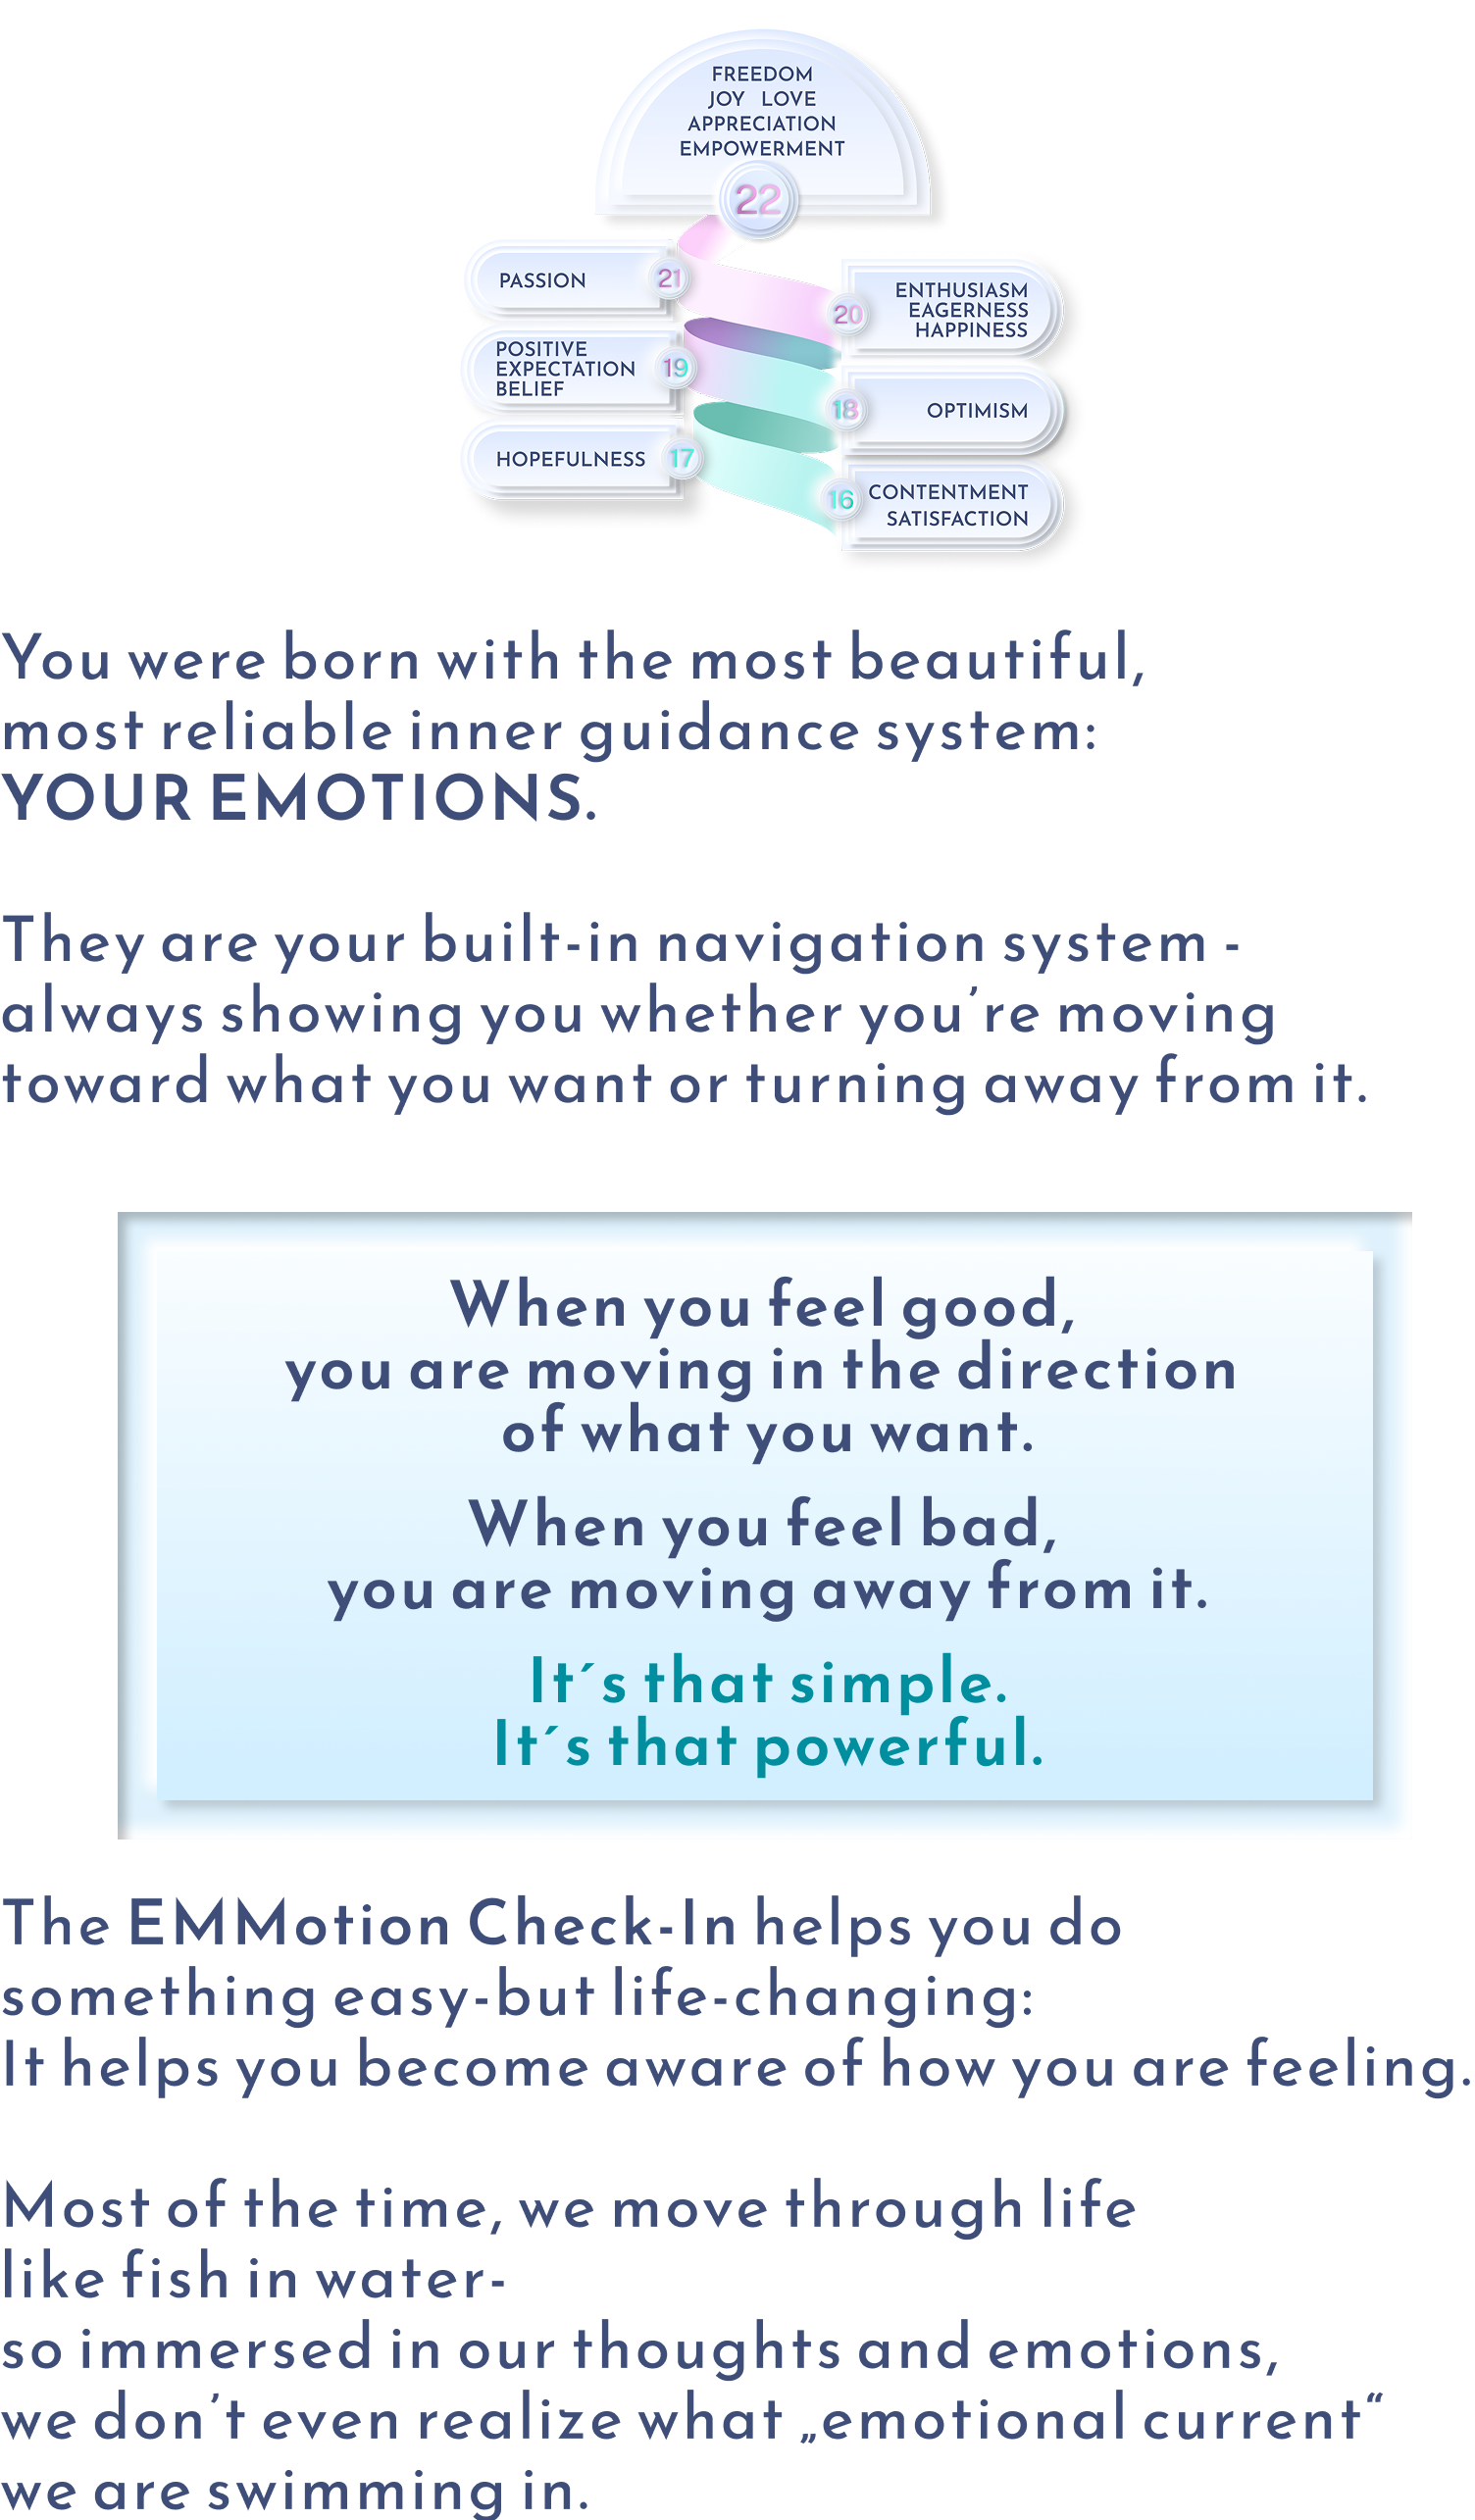 FREEDOM
JOY LOVE
APPRECIATION
EMPOWERMENT
22
PASSION
21
20
ENTHUSIASM
EAGERNESS
HAPPINESS
POSITIVE
EXPECTATION
BELIEF
19
18
OPTIMISM
HOPEFULNESS
17
16
CONTENTMENT
SATISFACTION
You were born with the most beautiful,
most reliable inner guidance system:
YOUR EMOTIONS.
They are your built-in navigation system -
always showing you whether you’re moving
toward what you want or turning away from it.
When you feel good,
you are moving in the direction
of what you want.
When you feel bad,
you are moving away from it.
It´s that simple.
It´s that powerful.
The EMMotion Check-In helps you do
something easy-but life-changing:
It helps you become aware of how you are feeling.
Most of the time, we move through life
like fish in water-
so immersed in our thoughts and emotions,
we don’t even realize what „emotional current“
we are swimming in.